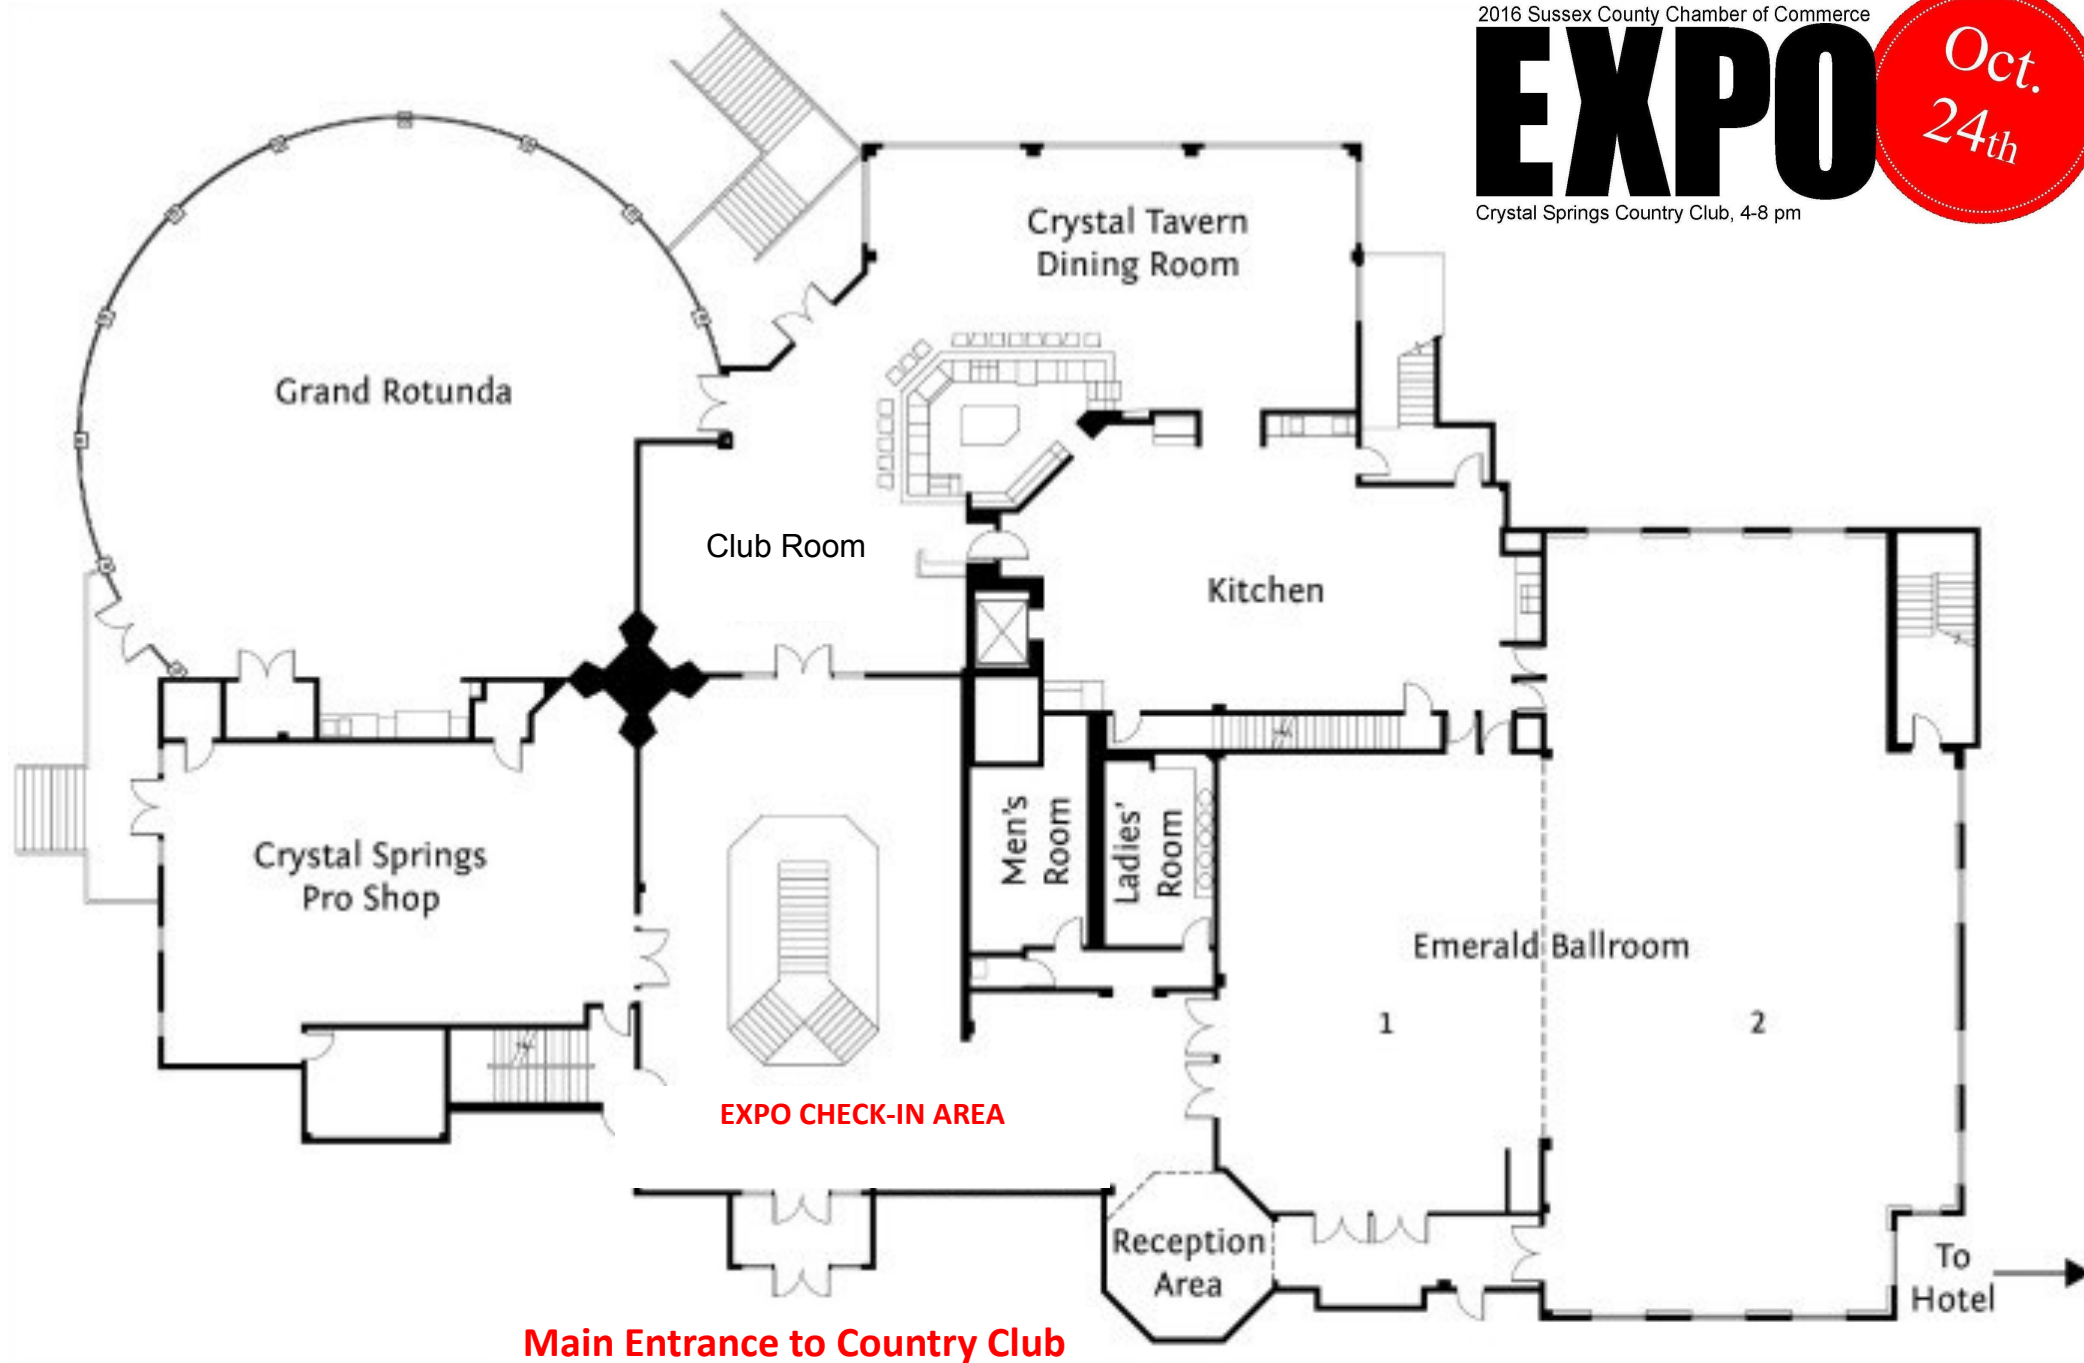 2016 Sussex County Chamber of Commerce
EXPO
Oct.
24th
Crystal Springs Country Club, 4-8 pm
Crystal Tavern
Dining Room
Grand Rotunda
Club Room
Kitchen
Crystal Springs
Pro Shop
Men's
Room
Ladies'
Room
Emerald Ballroom
1
2
EXPO CHECK-IN AREA
Reception
Area
To
Hotel
Main Entrance to Country Club